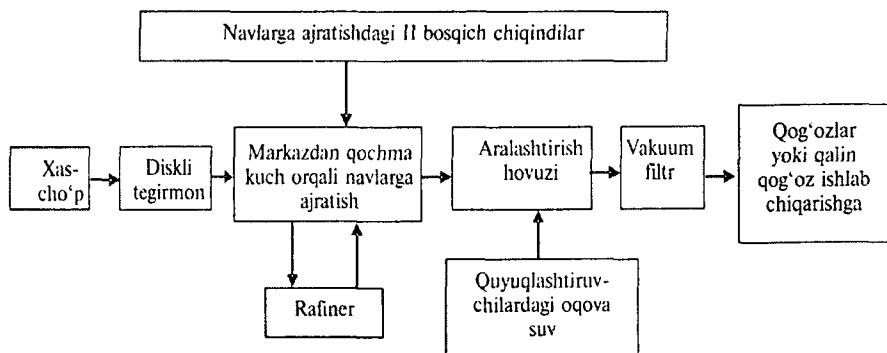 Navlarga ajratishdagi II bosqich chiqindilar
Xas-
cho‘p
Diskli
tegirmon
Markazdan qochma
kuch orqali navlarga
ajratish
Aralashtirish
hovuzi
Vakuum
filtr
Qog‘ozlar
yoki qalin
qog‘oz ishlab
chiqarishga
Rafiner
Quyuqlashtiruv-
chilardagi oqova
suv